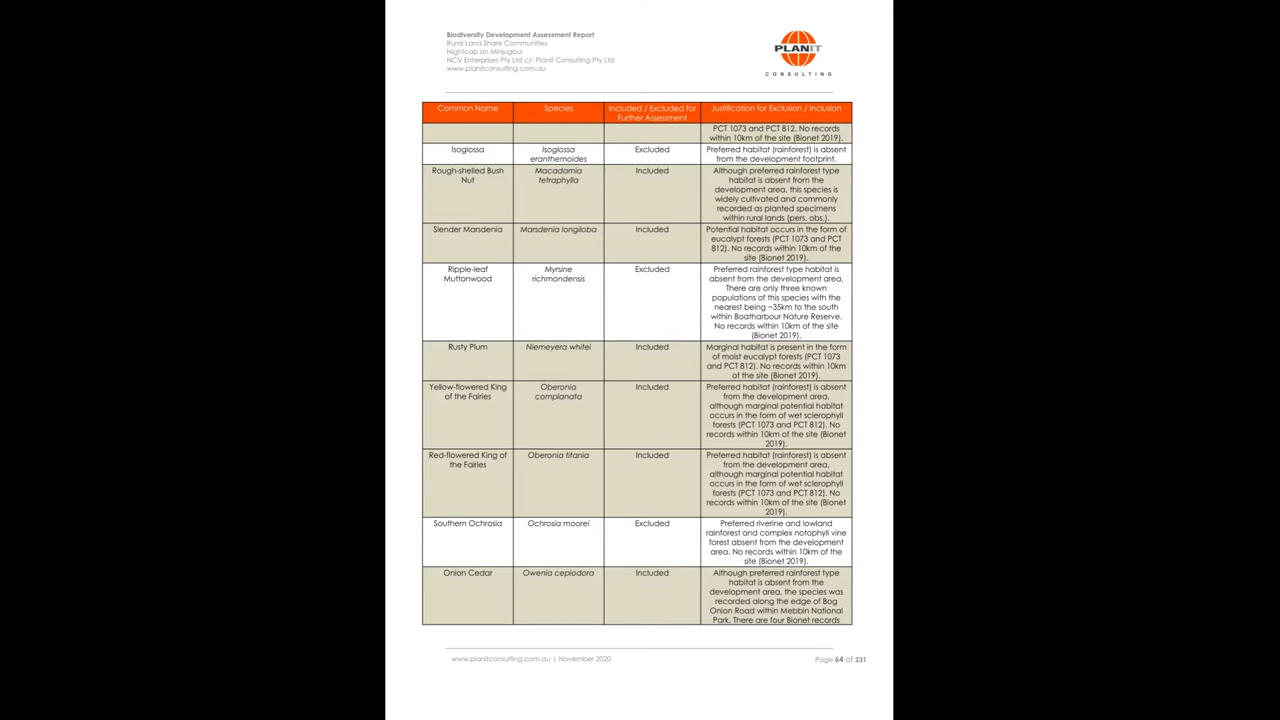 Biodiversity Development Assessment Report
Rural Land Share Communities
Nightcap on Minjugbul
NCV Enterprises Pty Ltd c/- Planit Consulting Pty Ltd
www.planitconsulting.com.au
PLANIT
CONSULTING
Common Name Species Included / Excluded for Further Assessment Justification for Exclusion / Inclusion
PCT 1073 and PCT 812. No records
within 10km of the site (Bionet 2019).
Isoglossa
Isoglossa
eranthemoides
Excluded
Preferred habitat (rainforest) is absent
from the development footprint.
Rough-shelled Bush
Nut
Macadamia
tetraphylla
Included
Although preferred rainforest type
habitat is absent from the
development area, this species is
widely cultivated and commonly
recorded as planted specimens
within rural lands (pers. obs.).
Slender Marsdenia
Marsdenia longiloba
Included
Potential habitat occurs in the form of
eucalypt forests (PCT 1073 and PCT
812). No records within 10km of the
site (Bionet 2019).
Ripple-leaf
Muttonwood
Myrsine
richmondensis
Excluded
Preferred rainforest type habitat is
absent from the development area.
There are only three known
populations of this species with the
nearest being ~35km to the south
within Boatharbour Nature Reserve.
No records within 10km of the site
(Bionet 2019).
Rusty Plum
Niemeyera whitei
Included
Marginal habitat is present in the form
of moist eucalypt forests (PCT 1073
and PCT 812). No records within 10km
of the site (Bionet 2019).
Yellow-flowered King
of the Fairies
Oberonia
complanata
Included
Preferred habitat (rainforest) is absent
from the development area,
although marginal potential habitat
occurs in the form of wet sclerophyll
forests (PCT 1073 and PCT 812). No
records within 10km of the site (Bionet
2019).
Red-flowered King of
the Fairies
Oberonia titania
Included
Preferred habitat (rainforest) is absent
from the development area,
although marginal potential habitat
occurs in the form of wet sclerophyll
forests (PCT 1073 and PCT 812). No
records within 10km of the site (Bionet
2019).
Southern Ochrosia
Ochrosia moorei
Excluded
Preferred riverine and lowland
rainforest and complex notophyll vine
forest absent from the development
area. No records within 10km of the
site (Bionet 2019).
Onion Cedar
Owenia cepiodora
Included
Although preferred rainforest type
habitat is absent from the
development area, the species was
recorded along the edge of Bog
Onion Road within Mebbin National
Park. There are four Bionet records
www.planitconsulting.com.au | November 2020
Page 64 of 231